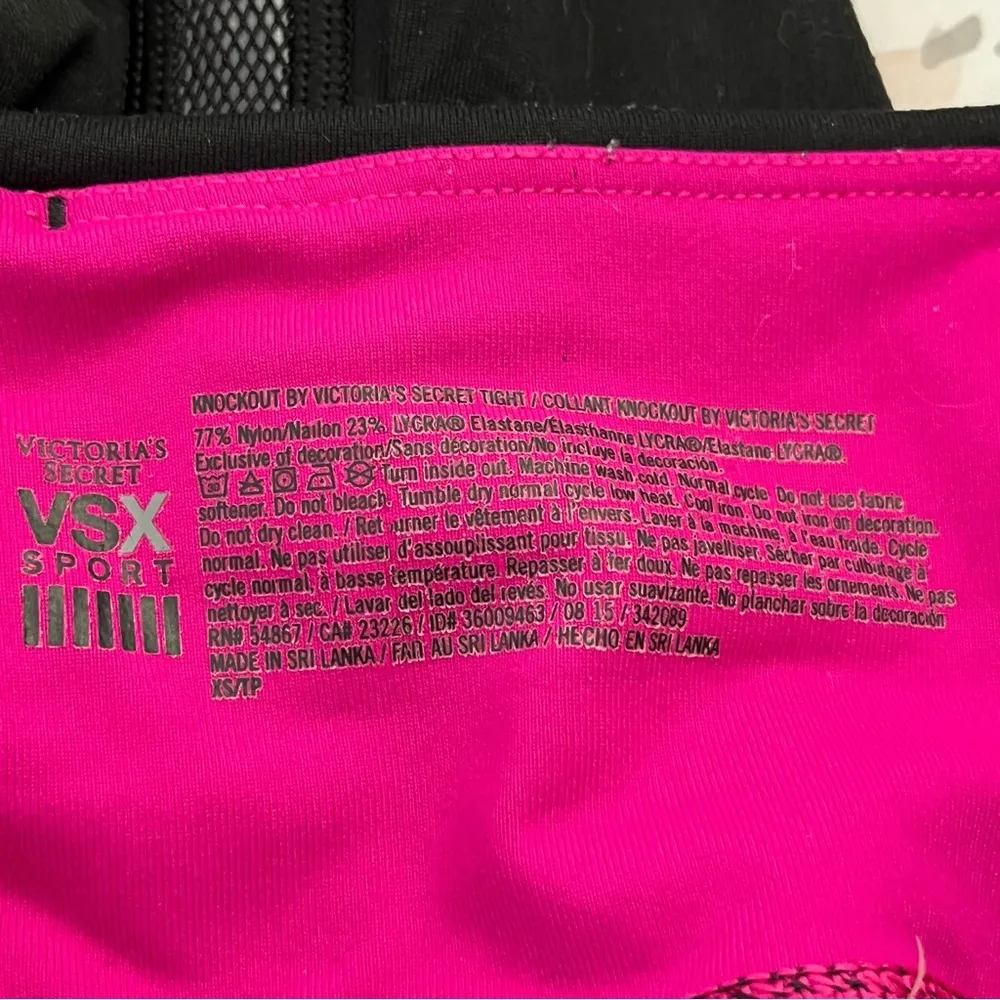 VICTORIA'S
SECRET
VSX
SPORT
KNOCKOUT BY VICTORIA'S SECRET TIGHT / COLLANT KNOCKOUT BY VICTORIA'S SECRET
77% Nylon/Nailon 23% LYCRA® Elastane/Élasthanne LYCRA®/Elastano LYCRA®.
Exclusive of decoration/Sans décoration/No incluye la decoración.
Turn inside out. Machine wash cold. Normal cycle. Do not use fabric
softener. Do not bleach. Tumble dry normal cycle low heat. Cool iron. Do not iron on decoration.
Do not dry clean. / Ret urner le vêtement à l'envers. Laver à la machine, à l'eau froide. Cycle
normal. Ne pas utiliser d'assouplissant pour tissu. Ne pas javelliser. Sécher par culbutage à
cycle normal, à basse température. Repasser à fer doux. Ne pas repasser les ornements. Ne pas
nettoyer à sec. / Lavar del lado del revés. No usar suavizante. No planchar sobre la decoración
RN# 54867 / CA# 23226 / ID# 36009463 / 08 15 / 342089
MADE IN SRI LANKA / FAIT AU SRI LANKA / HECHO EN SRI LANKA
XS/TP